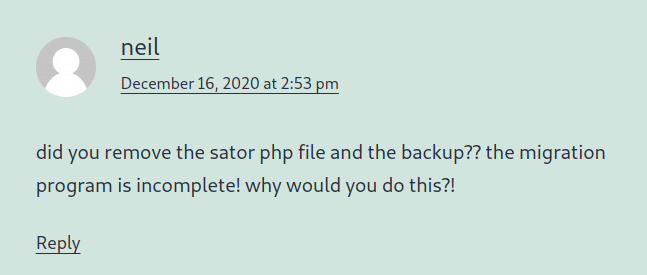 neil
December 16, 2020 at 2:53 pm
did you remove the sator php file and the backup?? the migration
program is incomplete! why would you do this?!
Reply